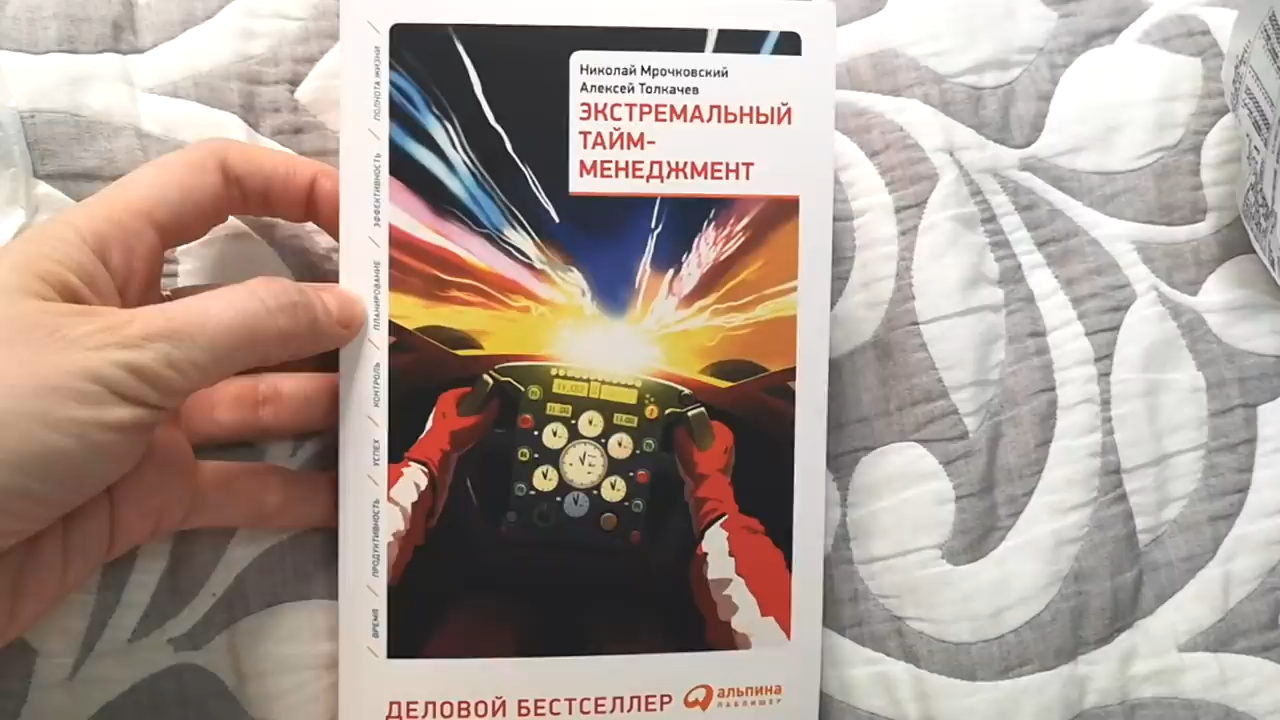 Николай Мрочковский
Алексей Толкачев
ЭКСТРЕМАЛЬНЫЙ
ТАЙМ-
МЕНЕДЖМЕНТ
ВРЕМЯ / ПРОДУКТИВНОСТЬ / УСПЕХ / КОНТРОЛЬ / ПЛАНИРОВАНИЕ / ЭФФЕКТИВНОСТЬ / ПОЛНОТА ЖИЗНИ /
ДЕЛОВОЙ БЕСТСЕЛЛЕР
альпина
ПАБЛИШЕР